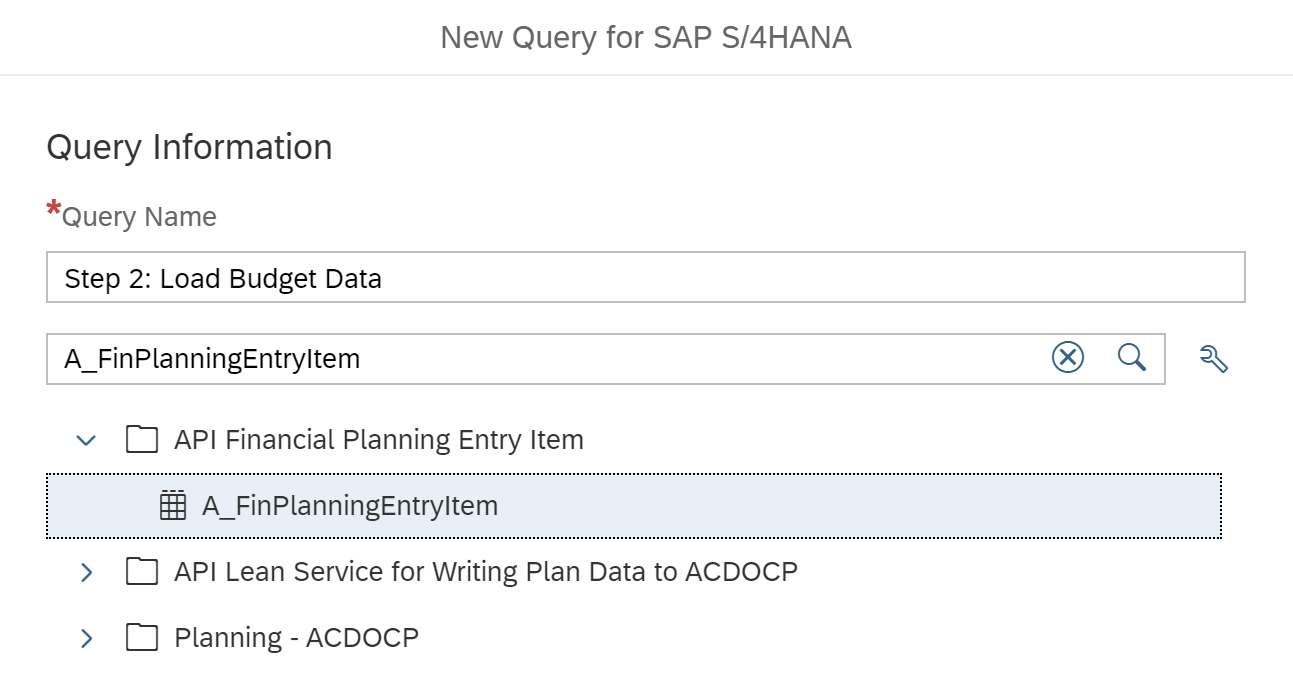 New Query for SAP S/4HANA
Query Information
*Query Name
Step 2: Load Budget Data
A_FinPlanningEntryItem
API Financial Planning Entry Item
A_FinPlanningEntryItem
API Lean Service for Writing Plan Data to ACDOCP
Planning - ACDOCP